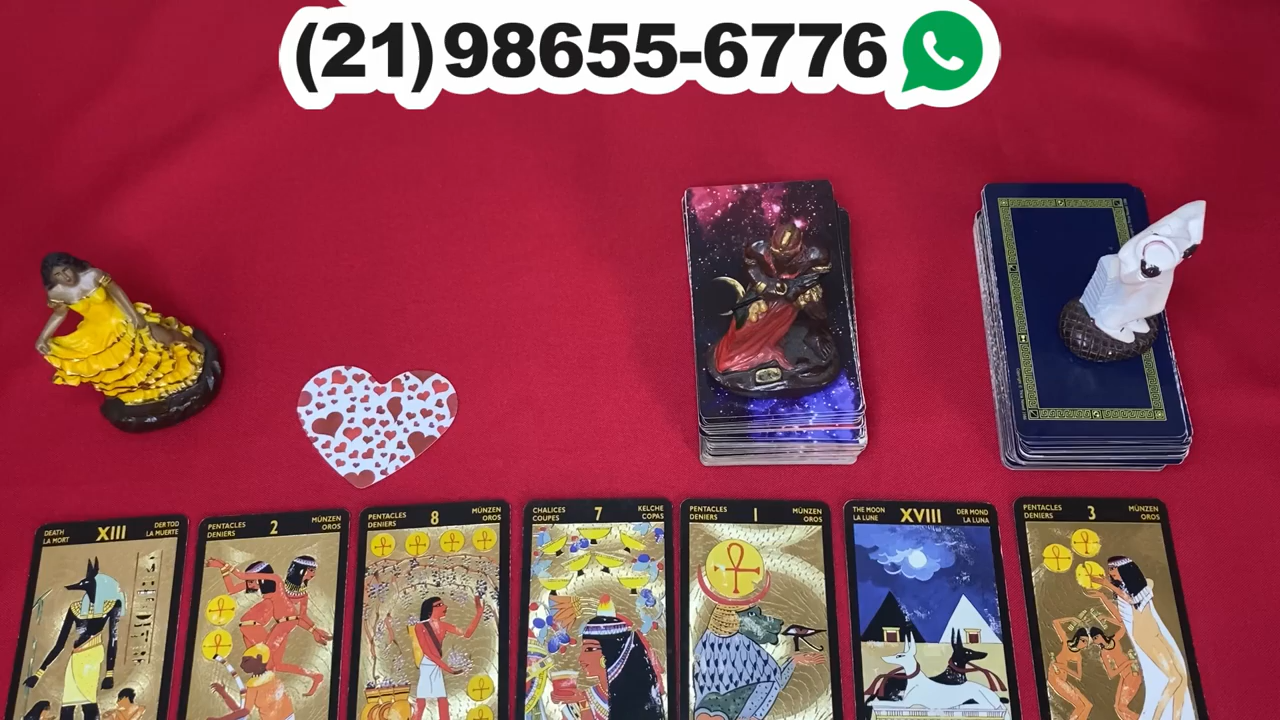 (21)98655-6776
DEATH
LA MORT
XIII
DER TOD
LA MUERTE
PENTACLES
DENIERS
2
MÜNZEN
OROS
PENTACLES
DENIERS
8
MÜNZEN
OROS
CHALICES
COUPES
7
KELCHE
COPAS
PENTACLES
DENIERS
I
MÜNZEN
OROS
THE MOON
LA LUNE
XVIII
DER MOND
LA LUNA
PENTACLES
DENIERS
3
MÜNZEN
OROS